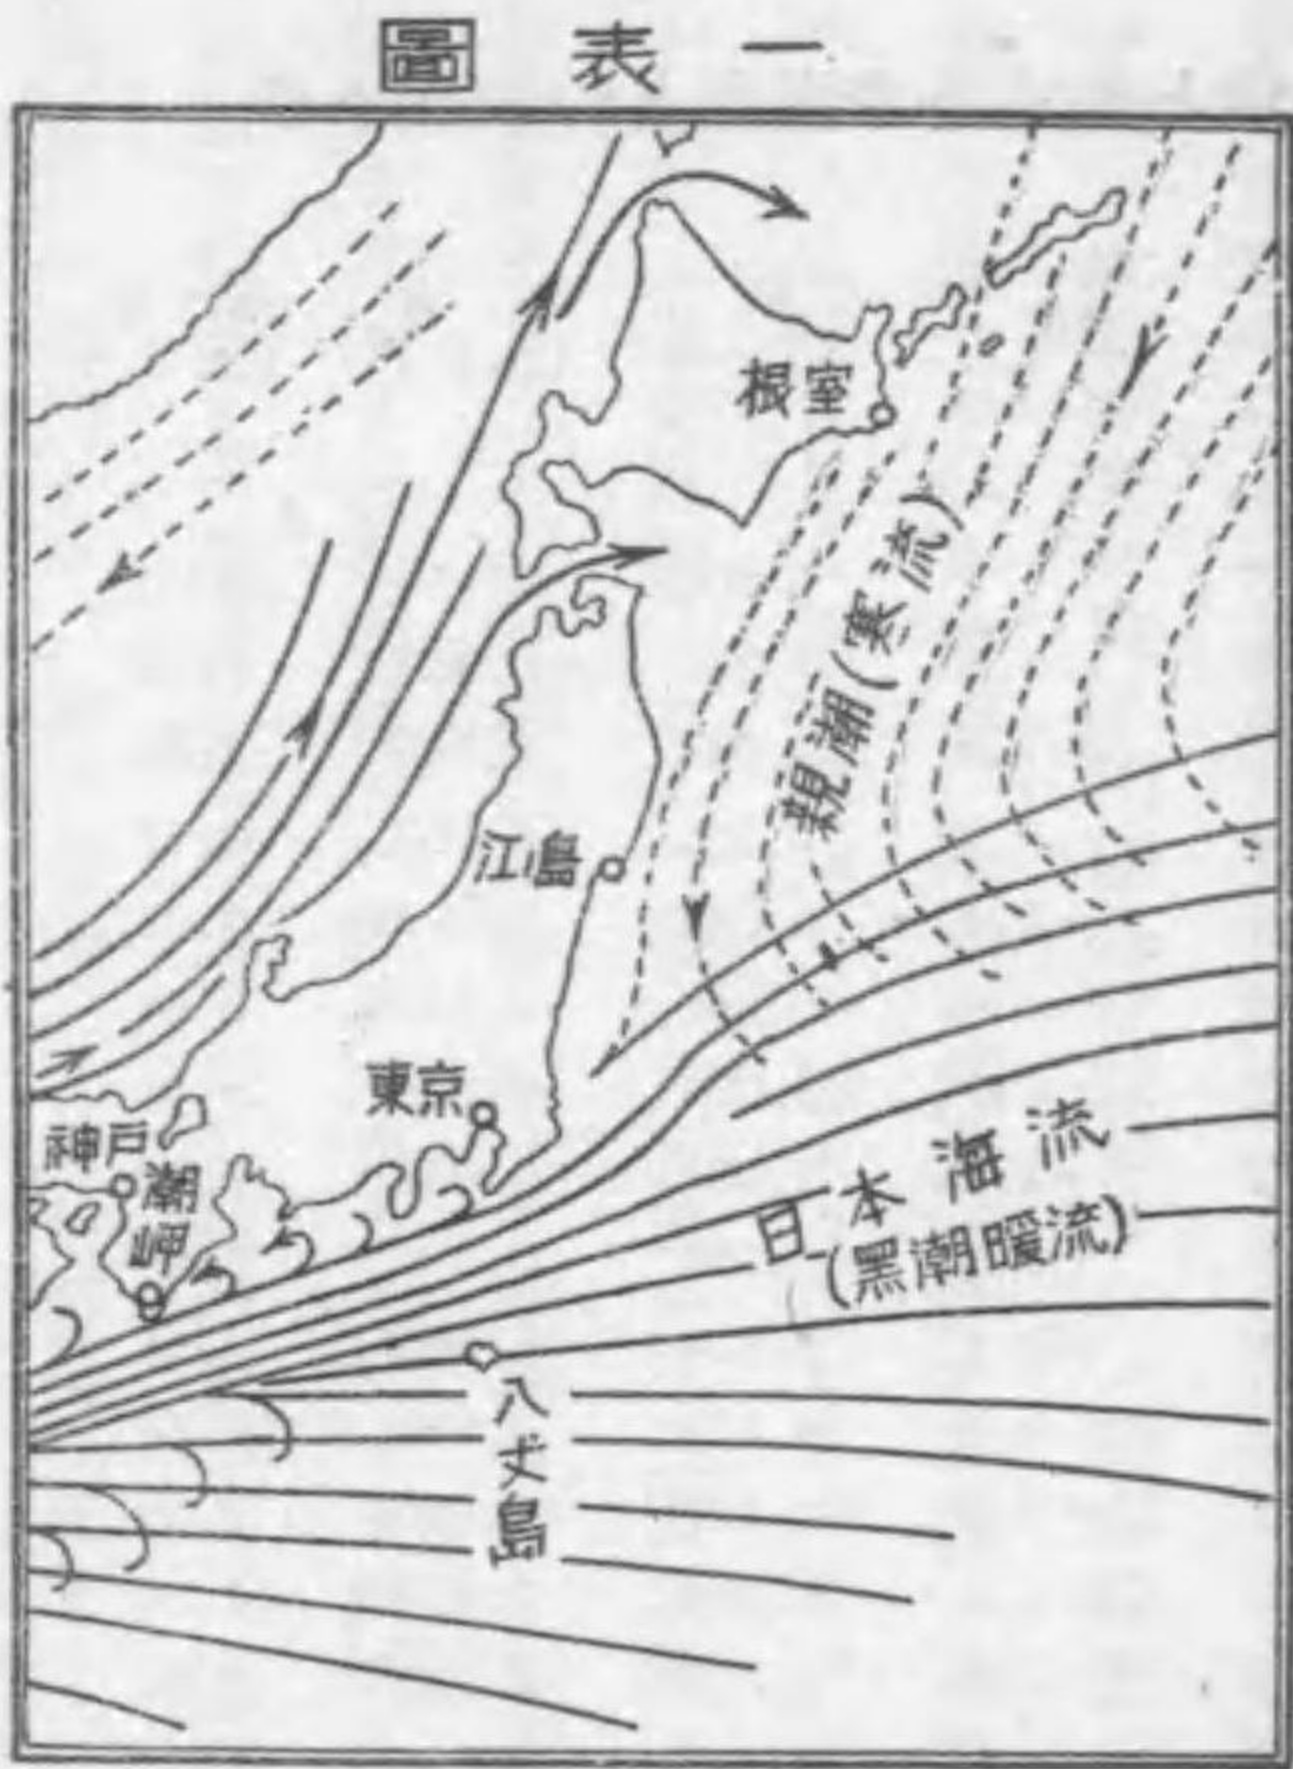 圖表一
根室
親潮(寒流)
江島
東京
神戸
潮岬
日本海流
(黑潮暖流)
八丈島